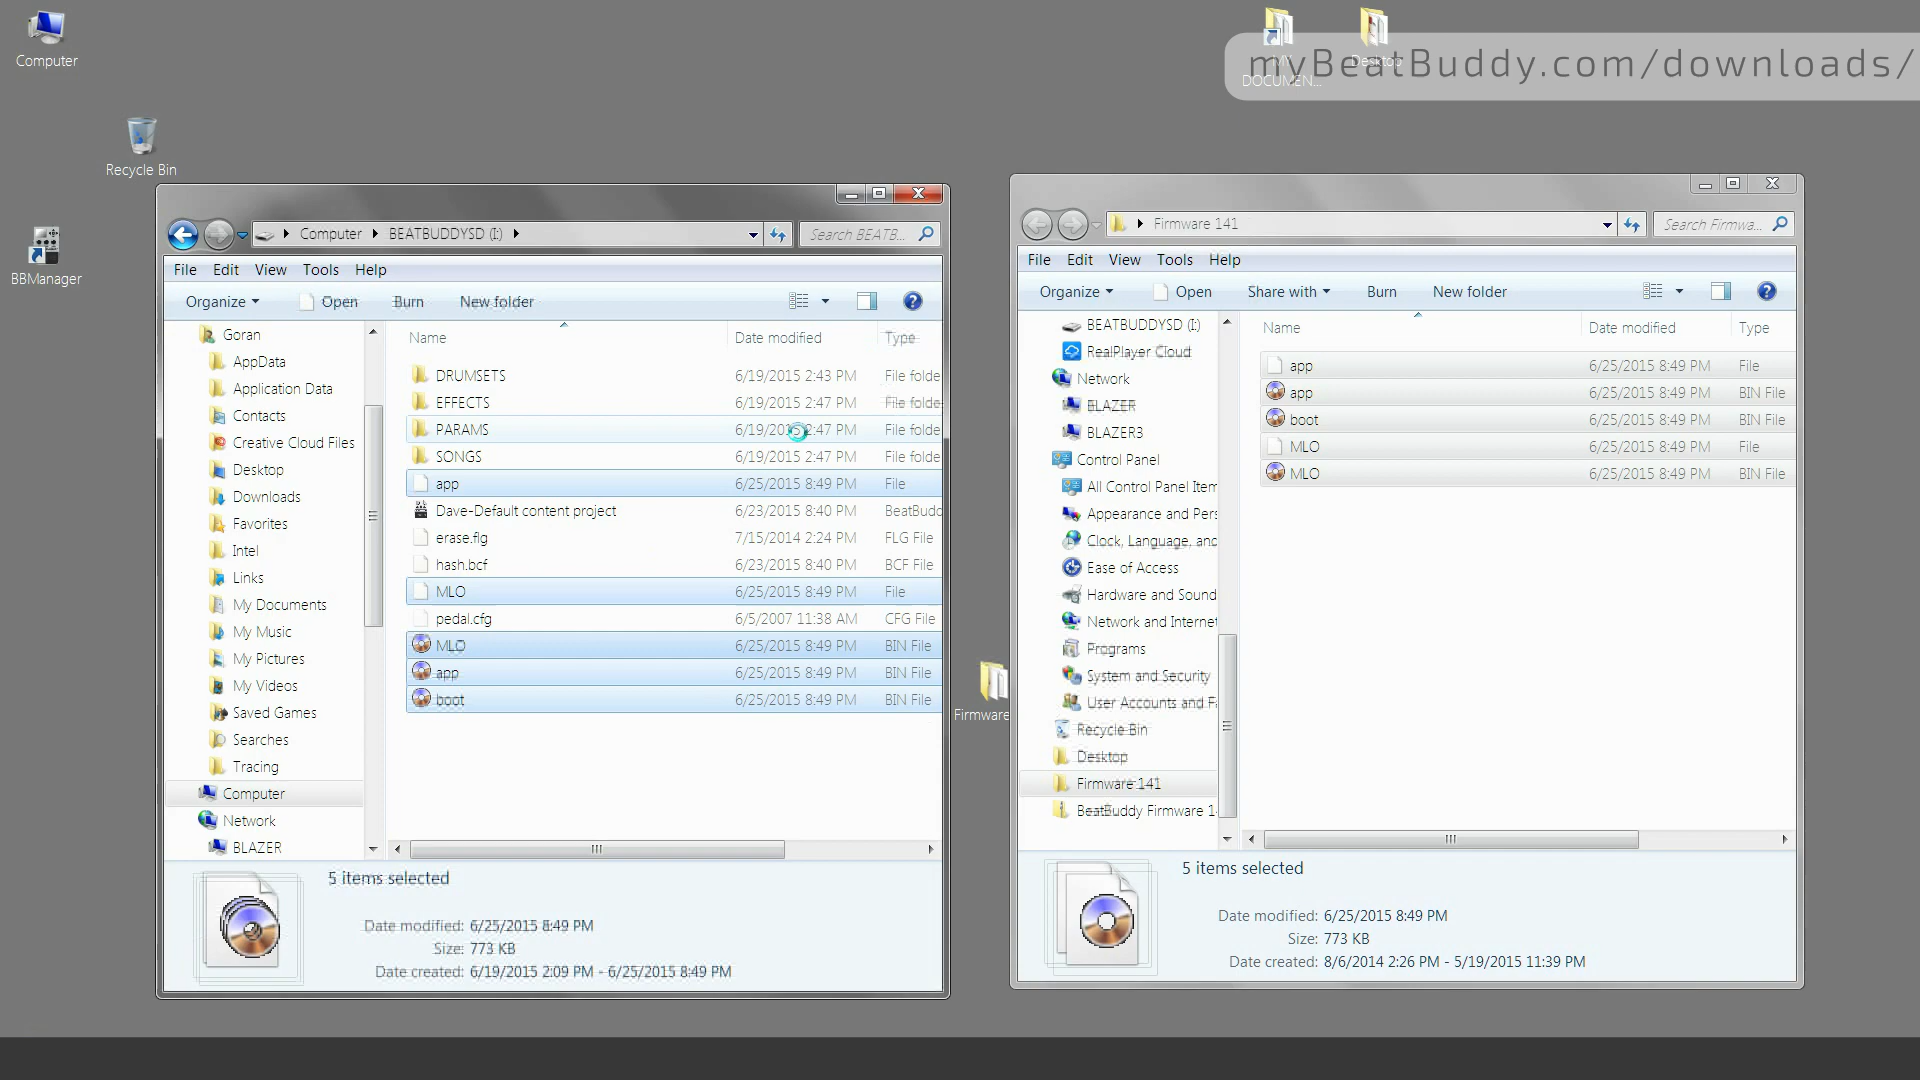 Computer
Recycle Bin
BBManager
MY
DOCUMEN...
Desktop
myBeatBuddy.com/downloads/
Firmware
Computer
BEATBUDDYSD (I:)
Search BEATB...
File Edit View Tools Help
Organize Open Burn New folder
Goran
AppData
Application Data
Contacts
Creative Cloud Files
Desktop
Downloads
Favorites
Intel
Links
My Documents
My Music
My Pictures
My Videos
Saved Games
Searches
Tracing
Computer
Network
BLAZER
Name Date modified Type
DRUMSETS 6/19/2015 2:43 PM File folde
EFFECTS 6/19/2015 2:47 PM File folde
PARAMS 6/19/2015 2:47 PM File folde
SONGS 6/19/2015 2:47 PM File folde
app 6/25/2015 8:49 PM File
Dave-Default content project 6/23/2015 8:40 PM BeatBudd
erase.flg 7/15/2014 2:24 PM FLG File
hash.bcf 6/23/2015 8:40 PM BCF File
MLO 6/25/2015 8:49 PM File
pedal.cfg 6/5/2007 11:38 AM CFG File
MLO 6/25/2015 8:49 PM BIN File
app 6/25/2015 8:49 PM BIN File
boot 6/25/2015 8:49 PM BIN File
5 items selected
Date modified: 6/25/2015 8:49 PM
Size: 773 KB
Date created: 6/19/2015 2:09 PM - 6/25/2015 8:49 PM
Firmware 141
Search Firmwa...
File Edit View Tools Help
Organize Open Share with Burn New folder
BEATBUDDYSD (I:)
RealPlayer Cloud
Network
BLAZER
BLAZER3
Control Panel
All Control Panel Item
Appearance and Pers
Clock, Language, and
Ease of Access
Hardware and Sound
Network and Internet
Programs
System and Security
User Accounts and Fa
Recycle Bin
Desktop
Firmware 141
BeatBuddy Firmware 1
Name Date modified Type
app 6/25/2015 8:49 PM File
app 6/25/2015 8:49 PM BIN File
boot 6/25/2015 8:49 PM BIN File
MLO 6/25/2015 8:49 PM File
MLO 6/25/2015 8:49 PM BIN File
5 items selected
Date modified: 6/25/2015 8:49 PM
Size: 773 KB
Date created: 8/6/2014 2:26 PM - 5/19/2015 11:39 PM